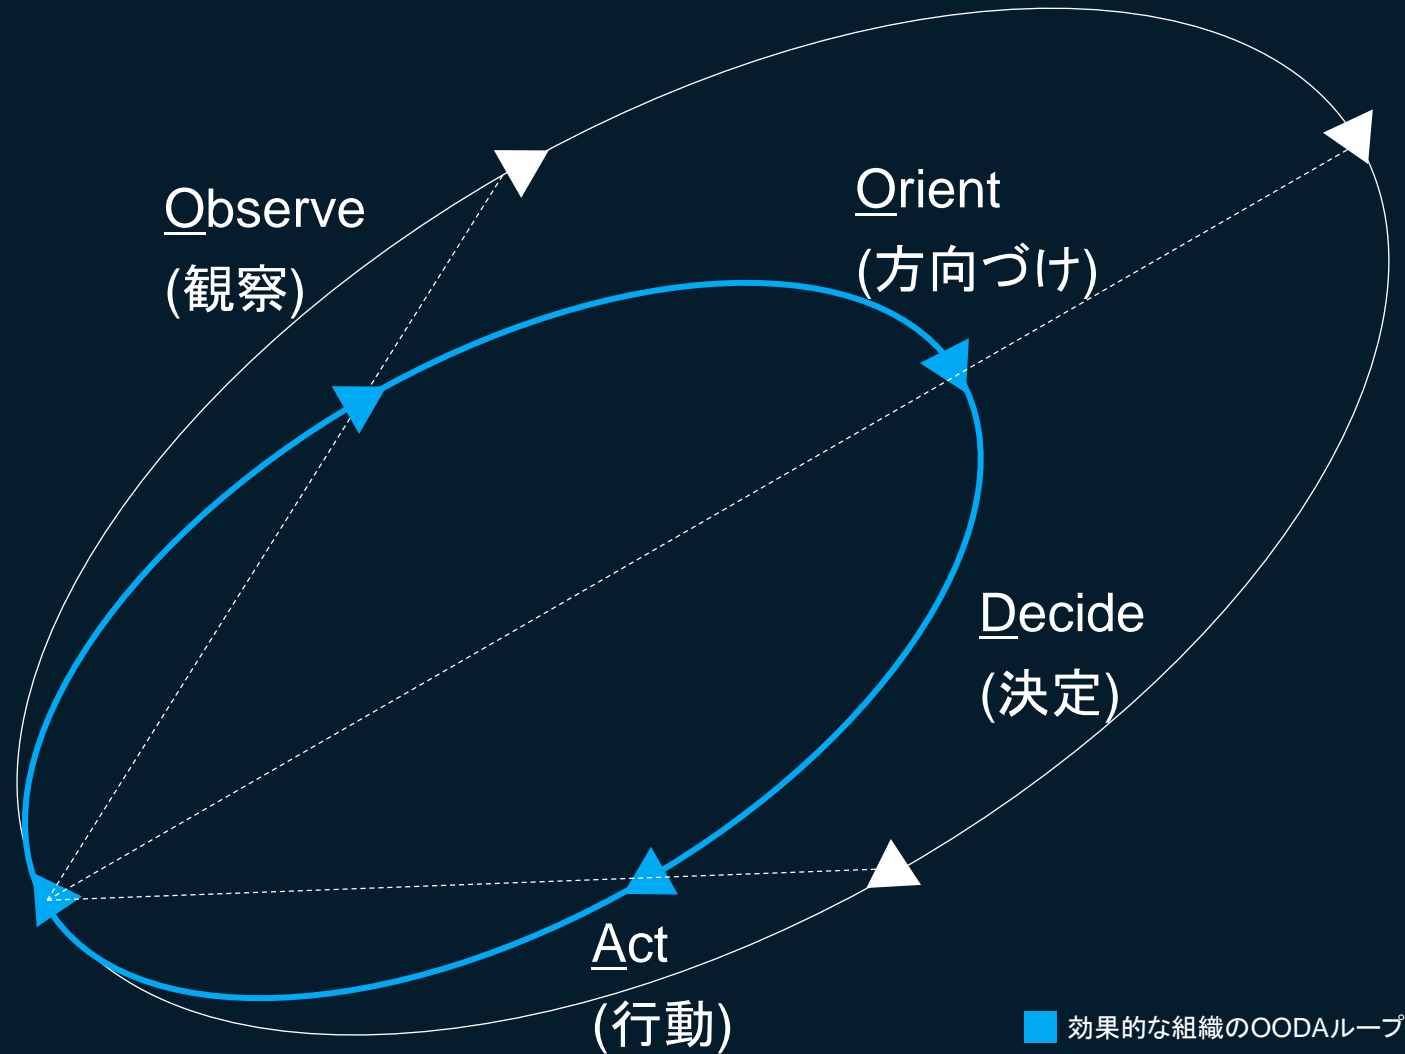 Observe
(観察)
Orient
(方向づけ)
Decide
(決定)
Act
(行動)
効果的な組織のOODAループ